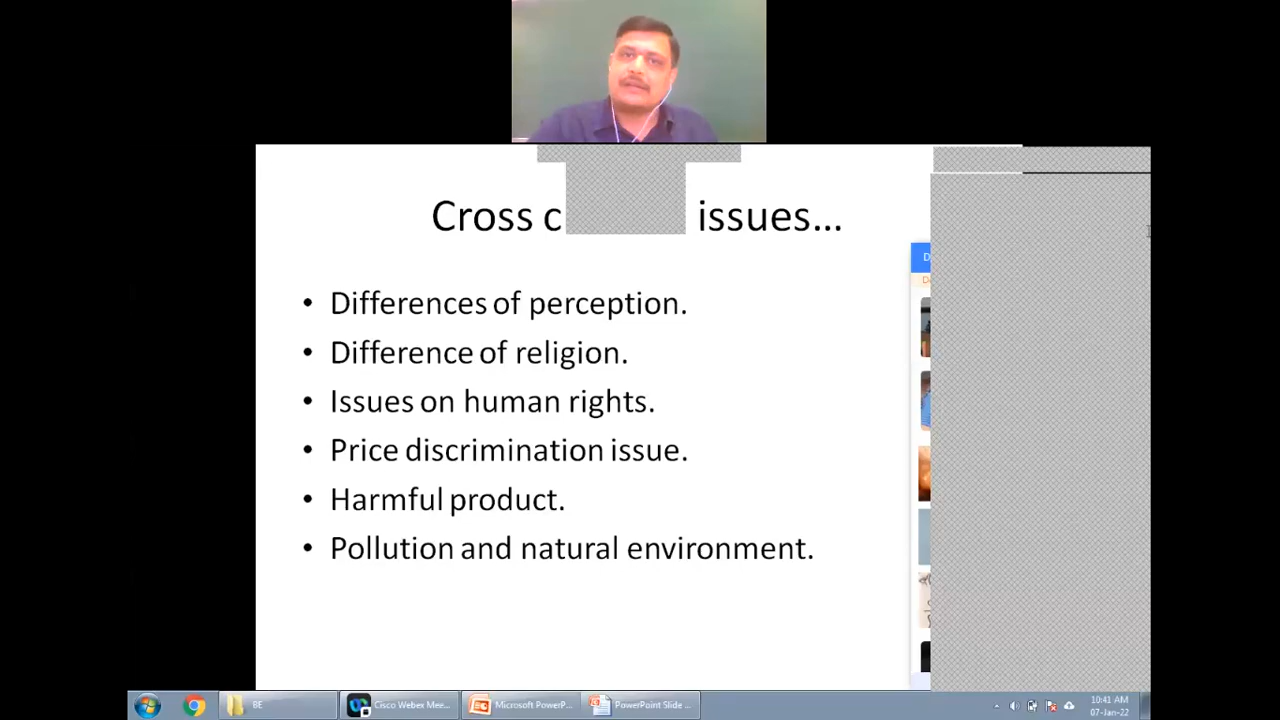 Cross c issues...
• Differences of perception.
• Difference of religion.
• Issues on human rights.
• Price discrimination issue.
• Harmful product.
• Pollution and natural environment.
BE
Cisco Webex Mee...
Microsoft PowerP...
PowerPoint Slide ...
10:41 AM
07-Jan-22